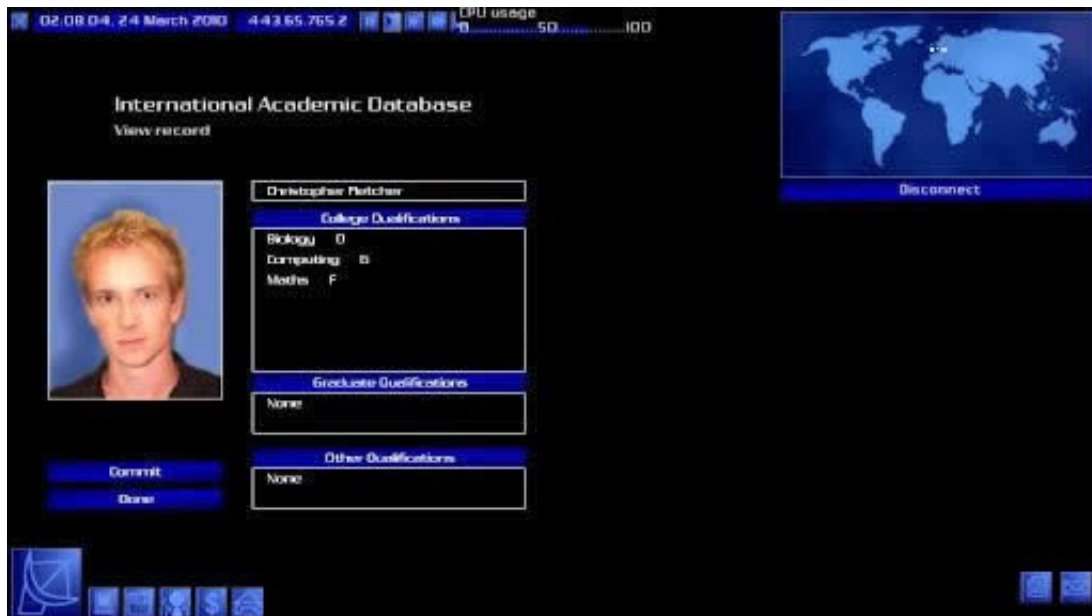 02.08.04, 24 March 2010 443.65.765.2
CPU usage
0 50 100
International Academic Database
View record
Christopher Fletcher
College Qualifications
Biology D
Computing
Maths F
Graduate Qualifications
None
Other Qualifications
None
Commit
Done
Disconnect